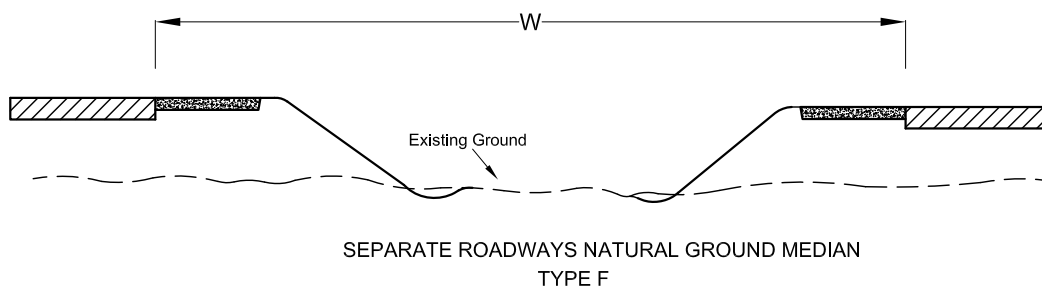 W
Existing Ground
SEPARATE ROADWAYS NATURAL GROUND MEDIAN
TYPE F